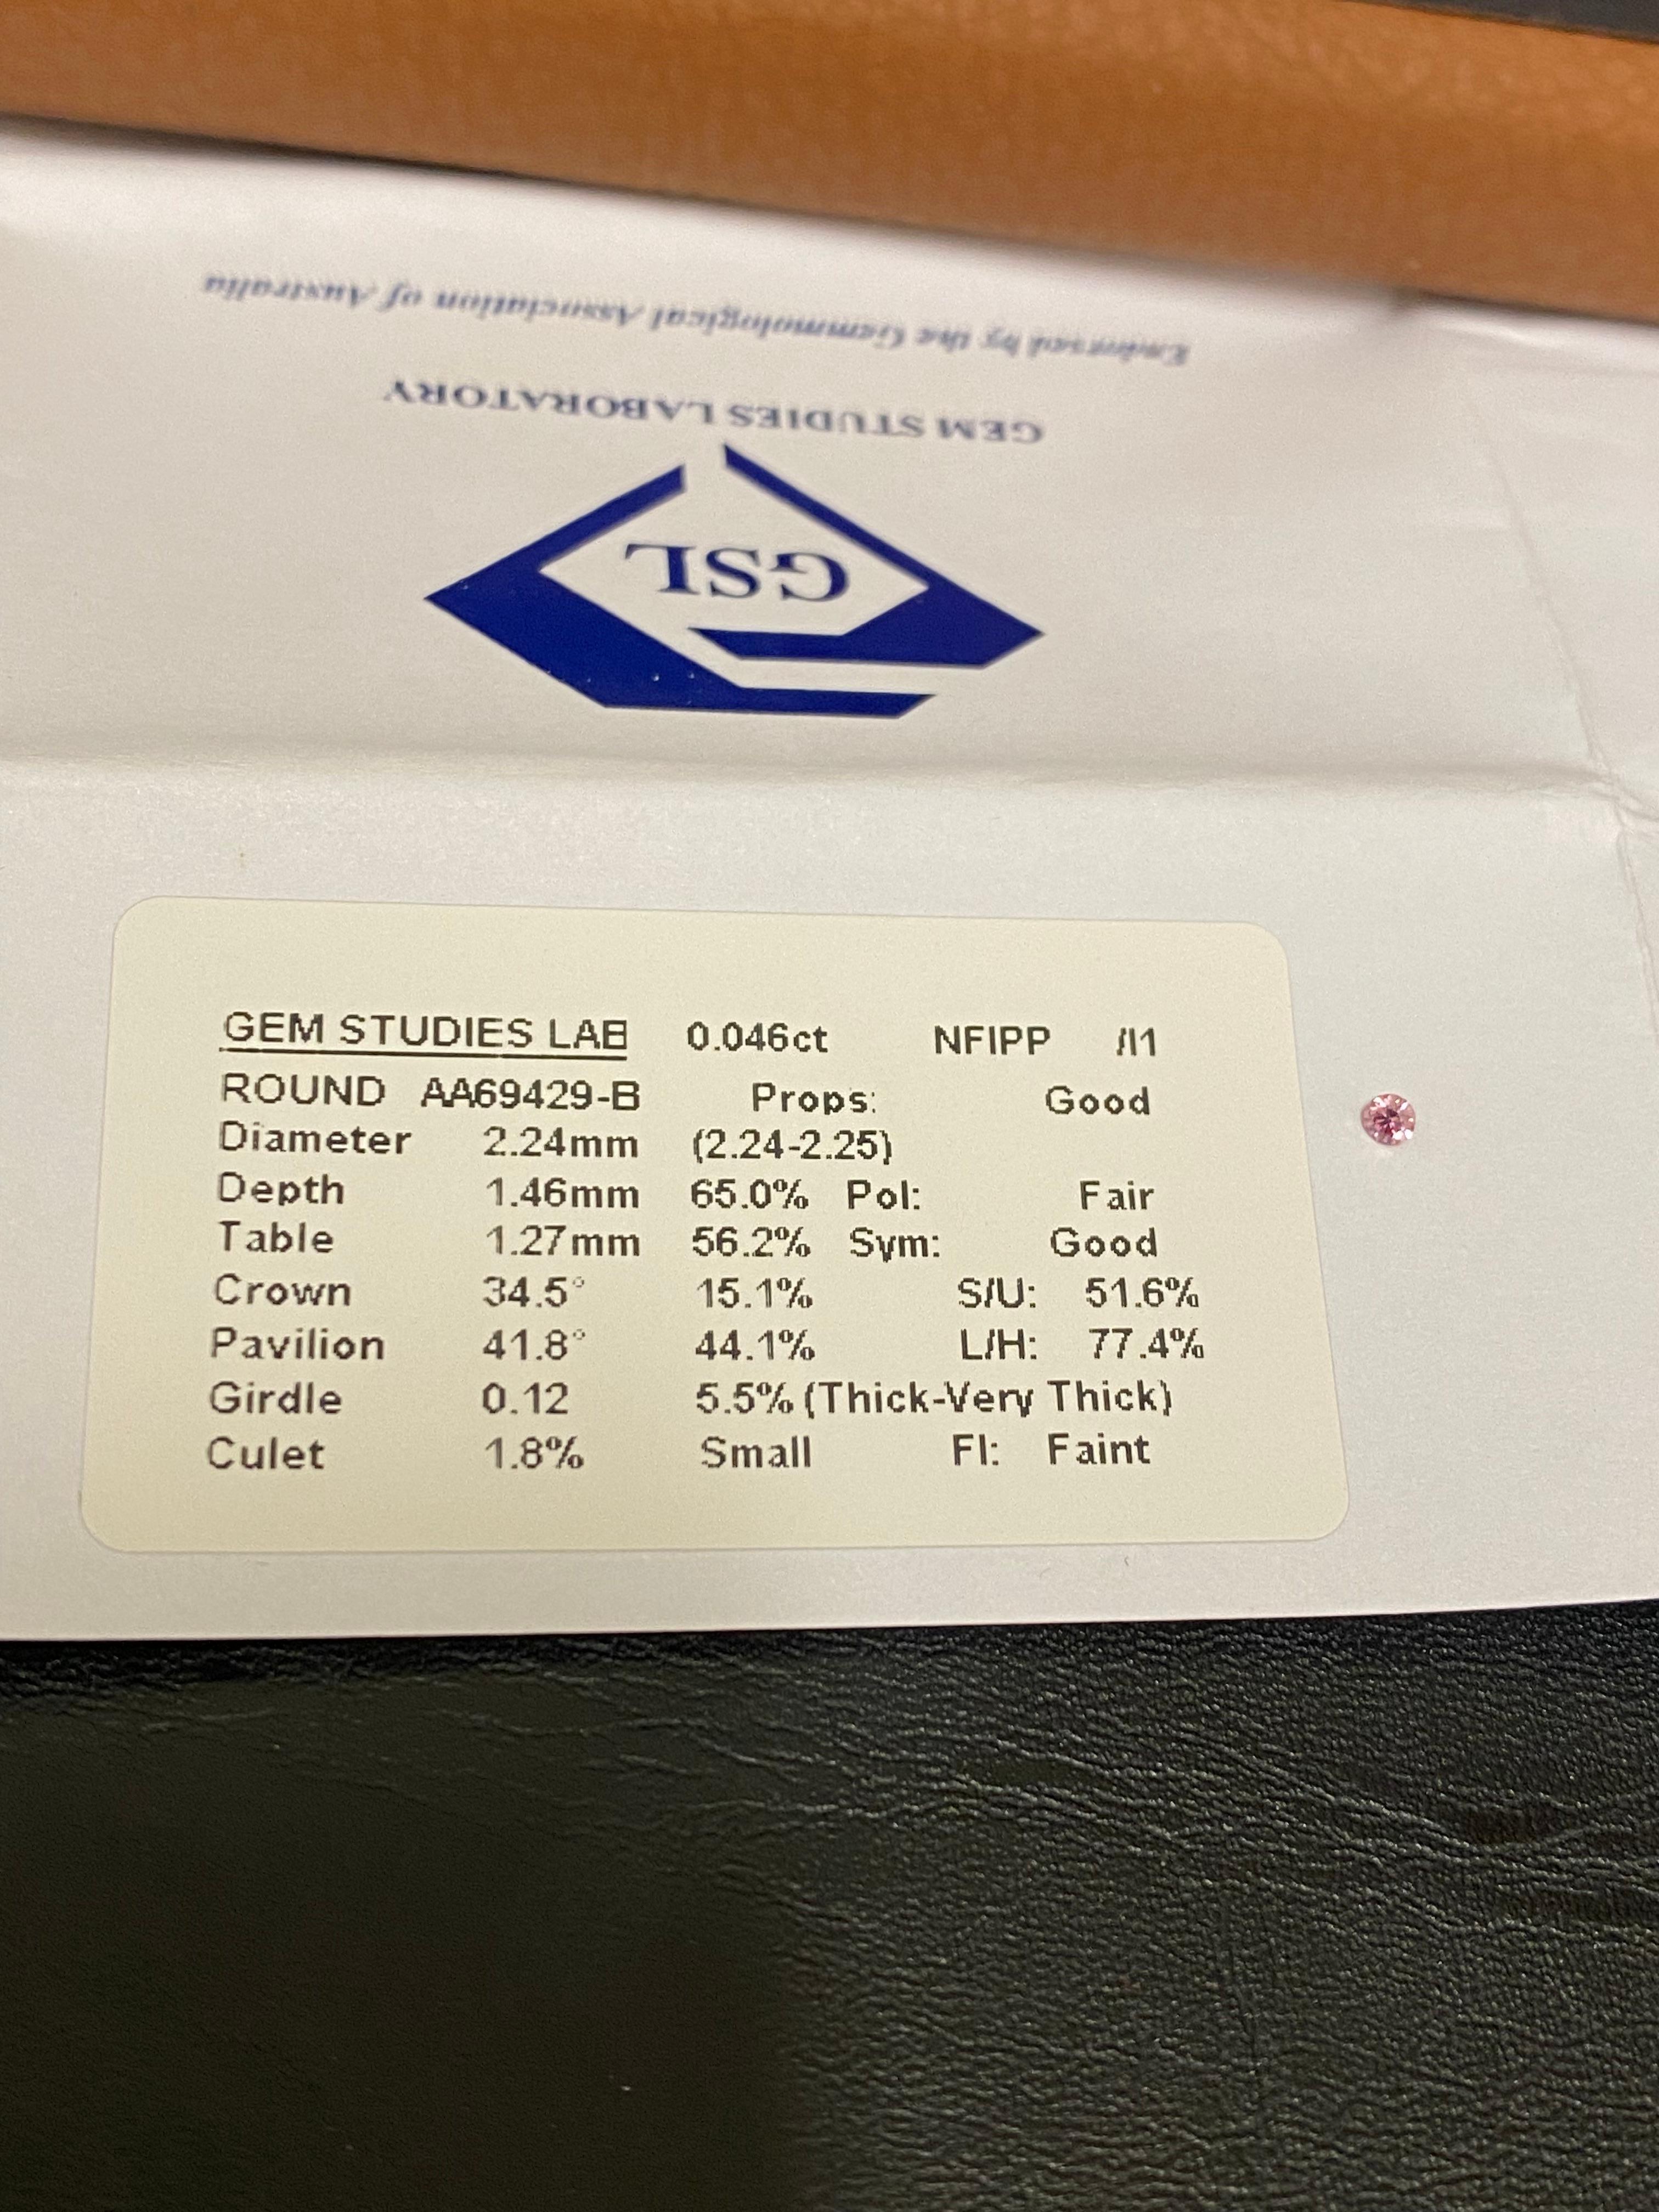 Endorsed by the Gemmological Association of Australia
GEM STUDIES LABORATORY
GSL
GEM STUDIES LAB 0.046ct NFIPP /I1
ROUND AA69429-B Props: Good
Diameter 2.24mm (2.24-2.25)
Depth 1.46mm 65.0% Pol: Fair
Table 1.27mm 56.2% Sym: Good
Crown 34.5° 15.1% S/U: 51.6%
Pavilion 41.8° 44.1% L/H: 77.4%
Girdle 0.12 5.5% (Thick-Very Thick)
Culet 1.8% Small Fl: Faint